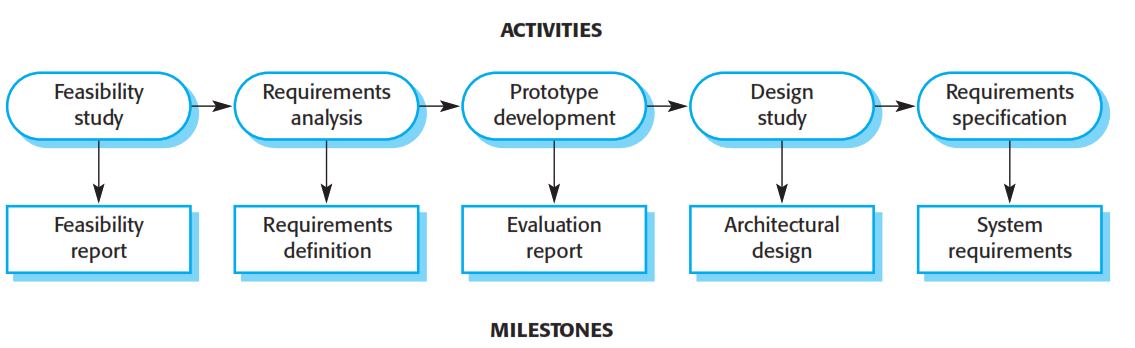 ACTIVITIES
Feasibility
study
Requirements
analysis
Prototype
development
Design
study
Requirements
specification
Feasibility
report
Requirements
definition
Evaluation
report
Architectural
design
System
requirements
MILESTONES